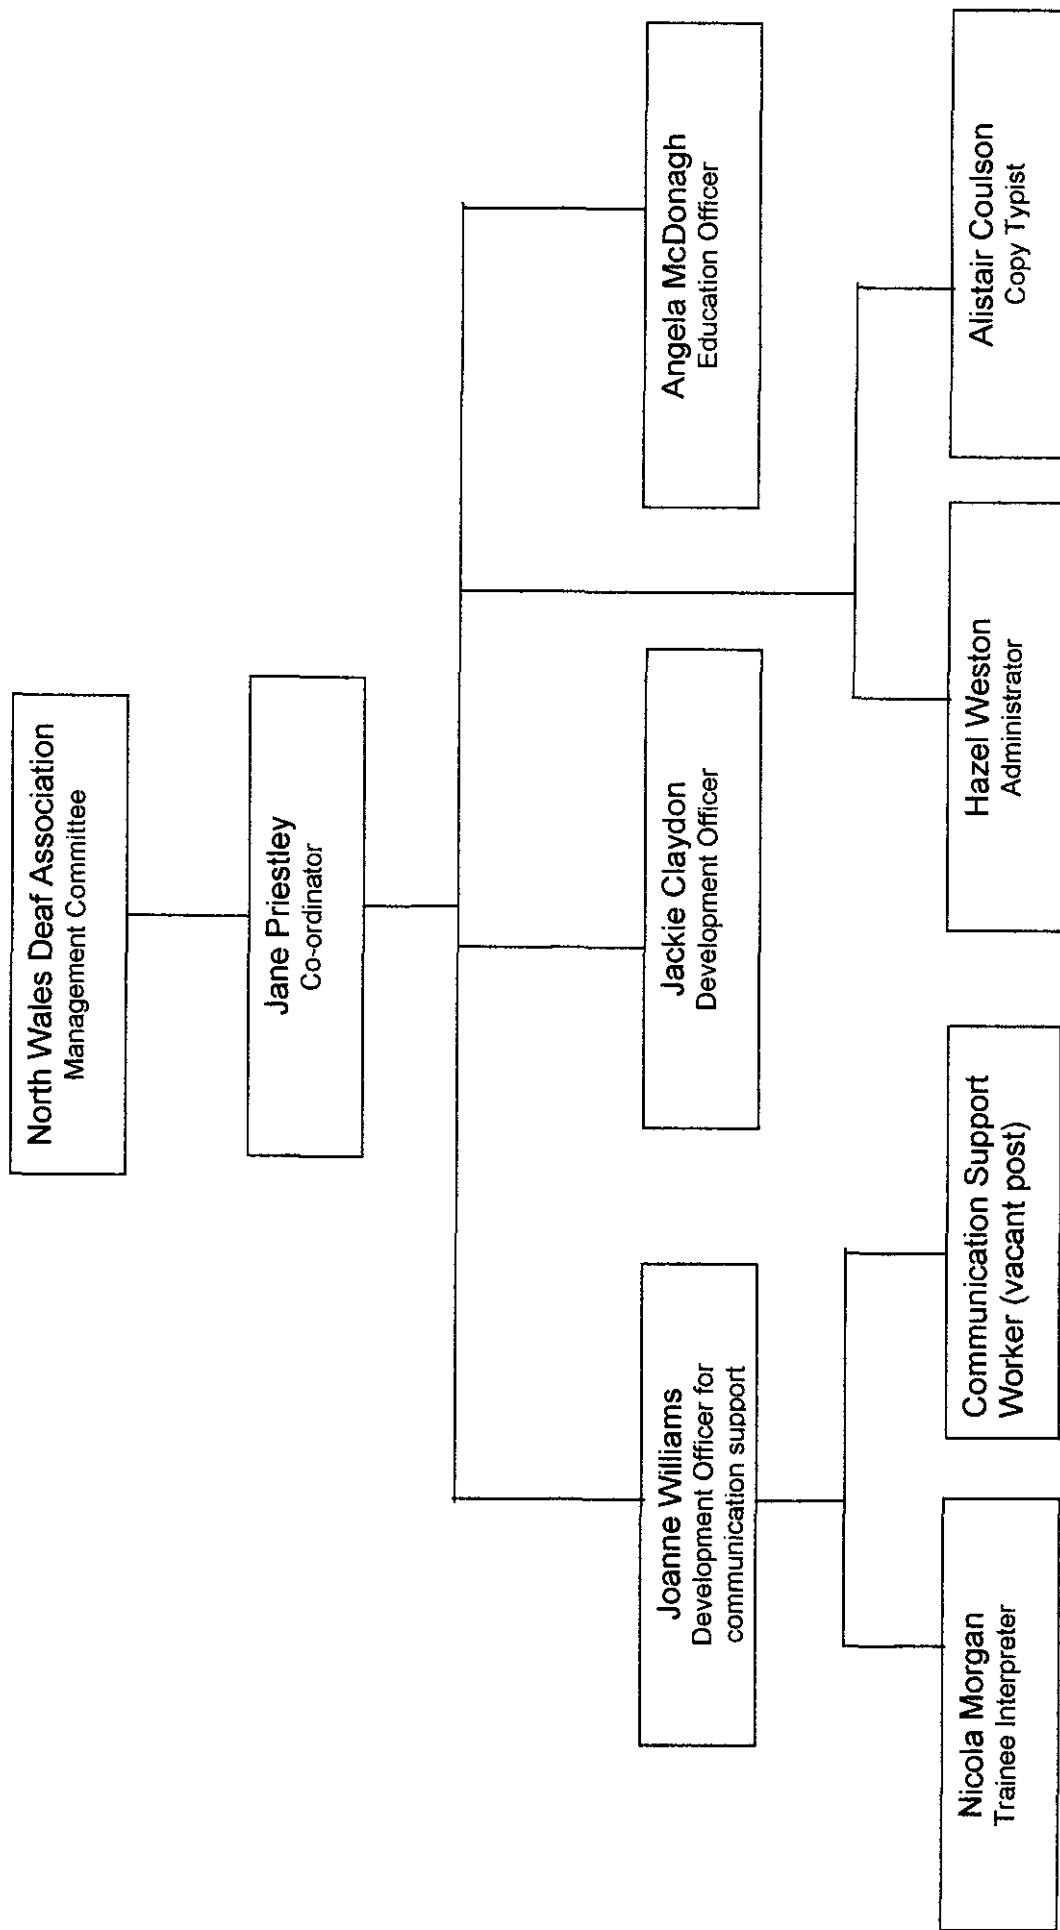 North Wales Deaf Association
Management Committee
Jane Priestley
Co-ordinator
Joanne Williams
Development Officer for
communication support
Jackie Claydon
Development Officer
Angela McDonagh
Education Officer
Nicola Morgan
Trainee Interpreter
Communication Support
Worker (vacant post)
Hazel Weston
Administrator
Alistair Coulson
Copy Typist